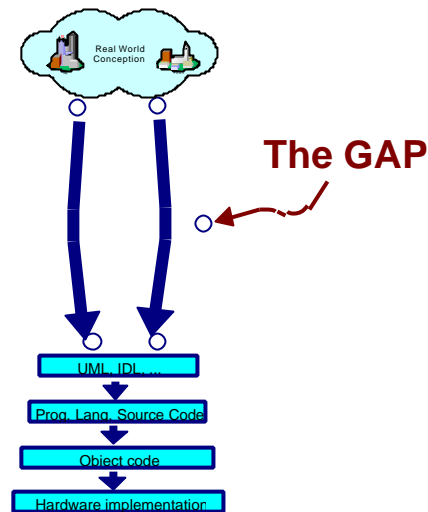 Real World
Conception
The GAP
UML, IDL, ...
Prog. Lang. Source Code
Object code
Hardware implementation